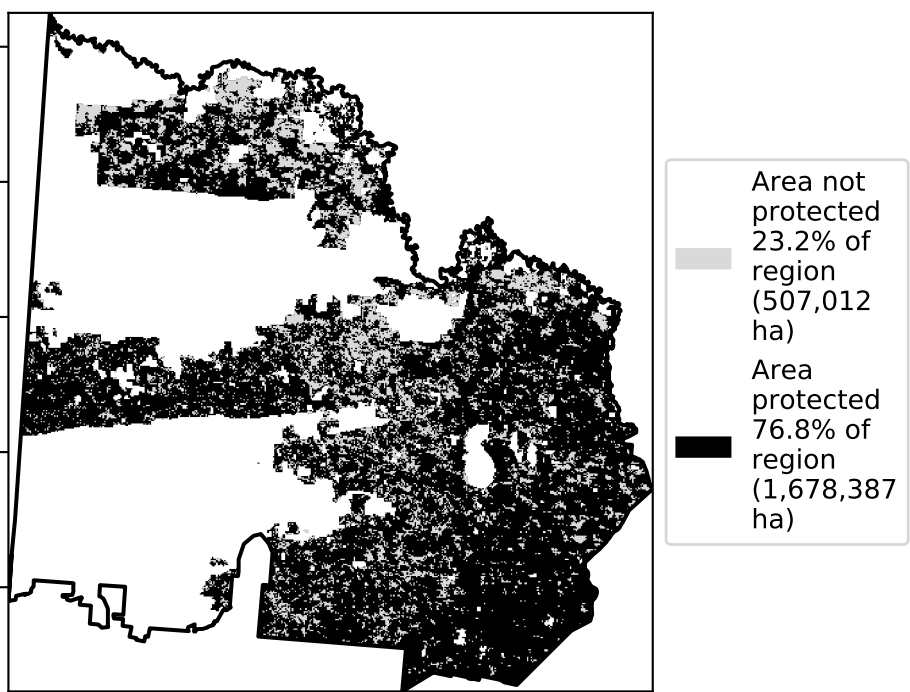 Area not
protected
23.2% of
region
(507,012
ha)
Area
protected
76.8% of
region
(1,678,387
ha)